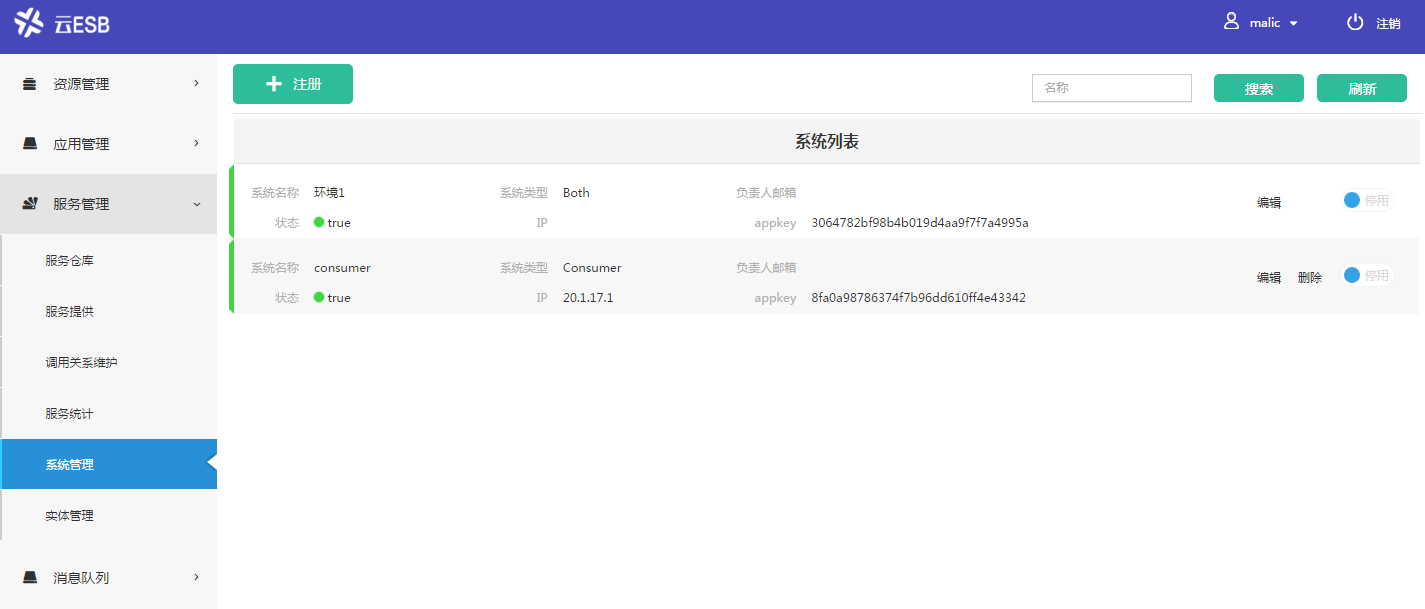 云ESB
malic
注销
资源管理
应用管理
服务管理
服务仓库
服务提供
调用关系维护
服务统计
系统管理
实体管理
消息队列
注册
名称
搜索
刷新
系统列表
系统名称 环境1 系统类型 Both 负责人邮箱
编辑 停用
状态 true IP appkey 3064782bf98b4b019d4aa9f7f7a4995a
系统名称 consumer 系统类型 Consumer 负责人邮箱
编辑 删除 停用
状态 true IP 20.1.17.1 appkey 8fa0a98786374f7b96dd610ff4e43342